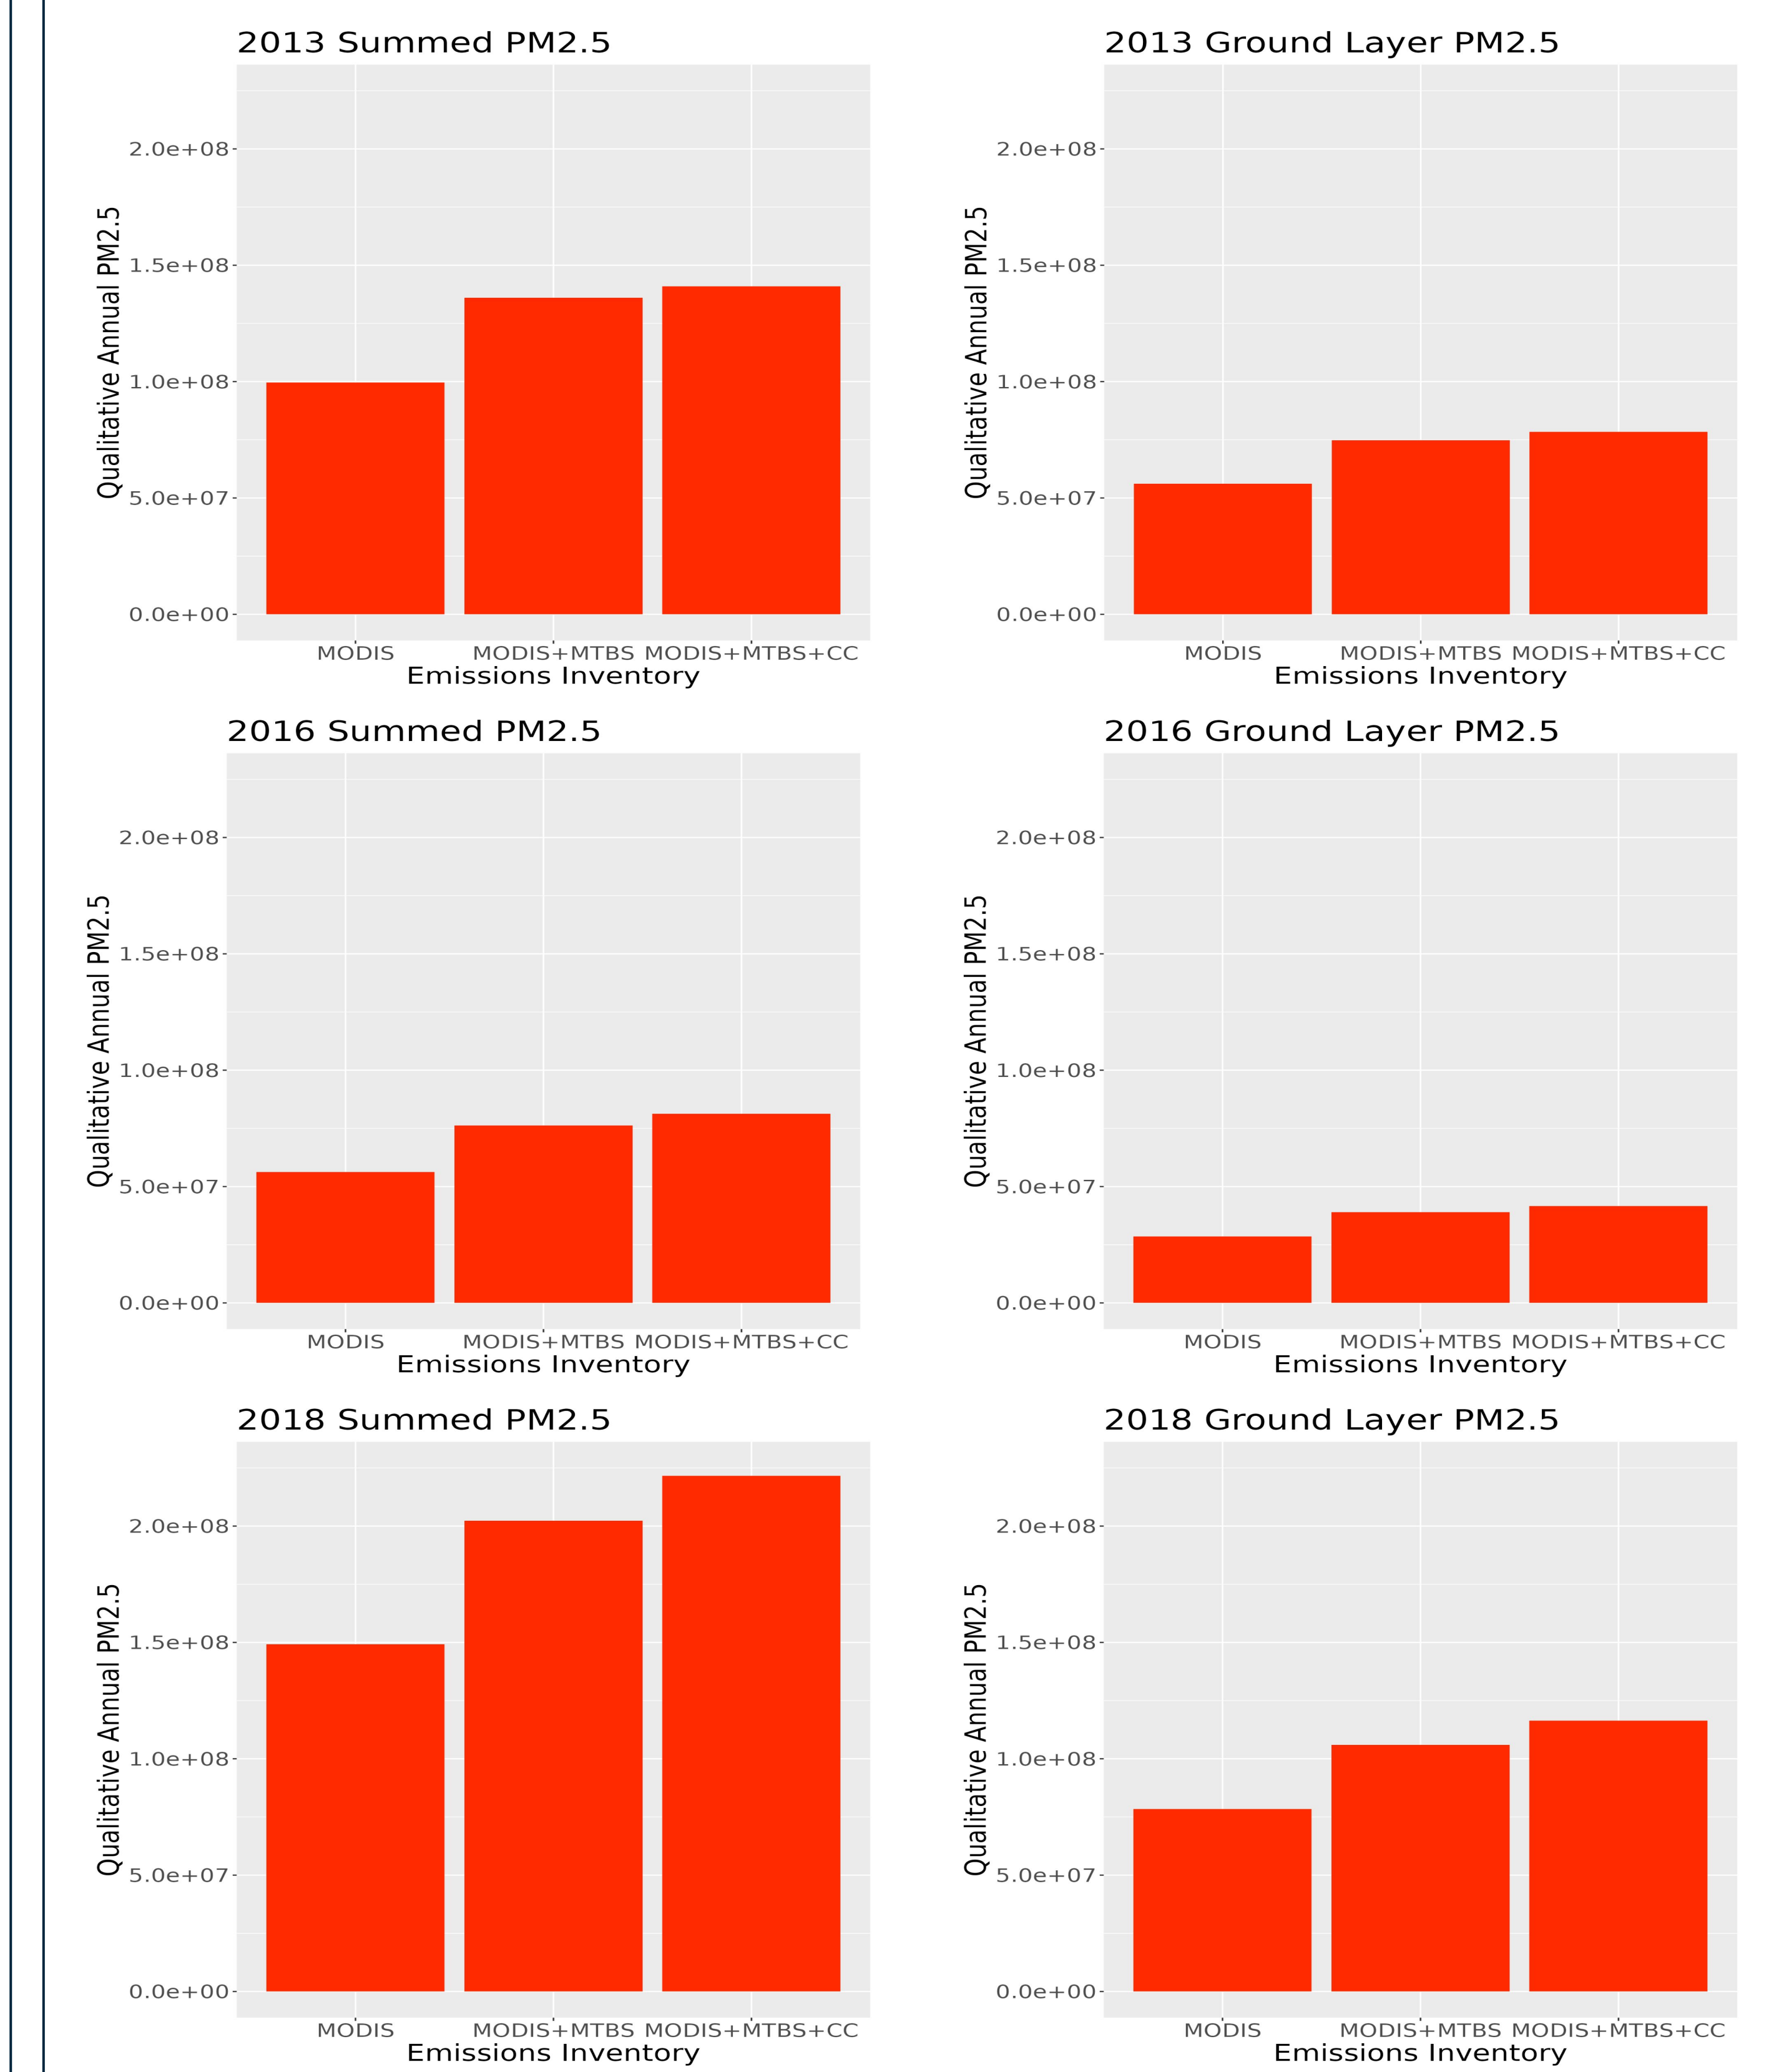 2013 Summed PM2.5
Qualitative Annual PM2.5
2.0e+08
1.5e+08
1.0e+08
5.0e+07
0.0e+00
MODIS MODIS+MTBS MODIS+MTBS+CC
Emissions Inventory
2013 Ground Layer PM2.5
Qualitative Annual PM2.5
2.0e+08
1.5e+08
1.0e+08
5.0e+07
0.0e+00
MODIS MODIS+MTBS MODIS+MTBS+CC
Emissions Inventory
2016 Summed PM2.5
Qualitative Annual PM2.5
2.0e+08
1.5e+08
1.0e+08
5.0e+07
0.0e+00
MODIS MODIS+MTBS MODIS+MTBS+CC
Emissions Inventory
2016 Ground Layer PM2.5
Qualitative Annual PM2.5
2.0e+08
1.5e+08
1.0e+08
5.0e+07
0.0e+00
MODIS MODIS+MTBS MODIS+MTBS+CC
Emissions Inventory
2018 Summed PM2.5
Qualitative Annual PM2.5
2.0e+08
1.5e+08
1.0e+08
5.0e+07
0.0e+00
MODIS MODIS+MTBS MODIS+MTBS+CC
Emissions Inventory
2018 Ground Layer PM2.5
Qualitative Annual PM2.5
2.0e+08
1.5e+08
1.0e+08
5.0e+07
0.0e+00
MODIS MODIS+MTBS MODIS+MTBS+CC
Emissions Inventory